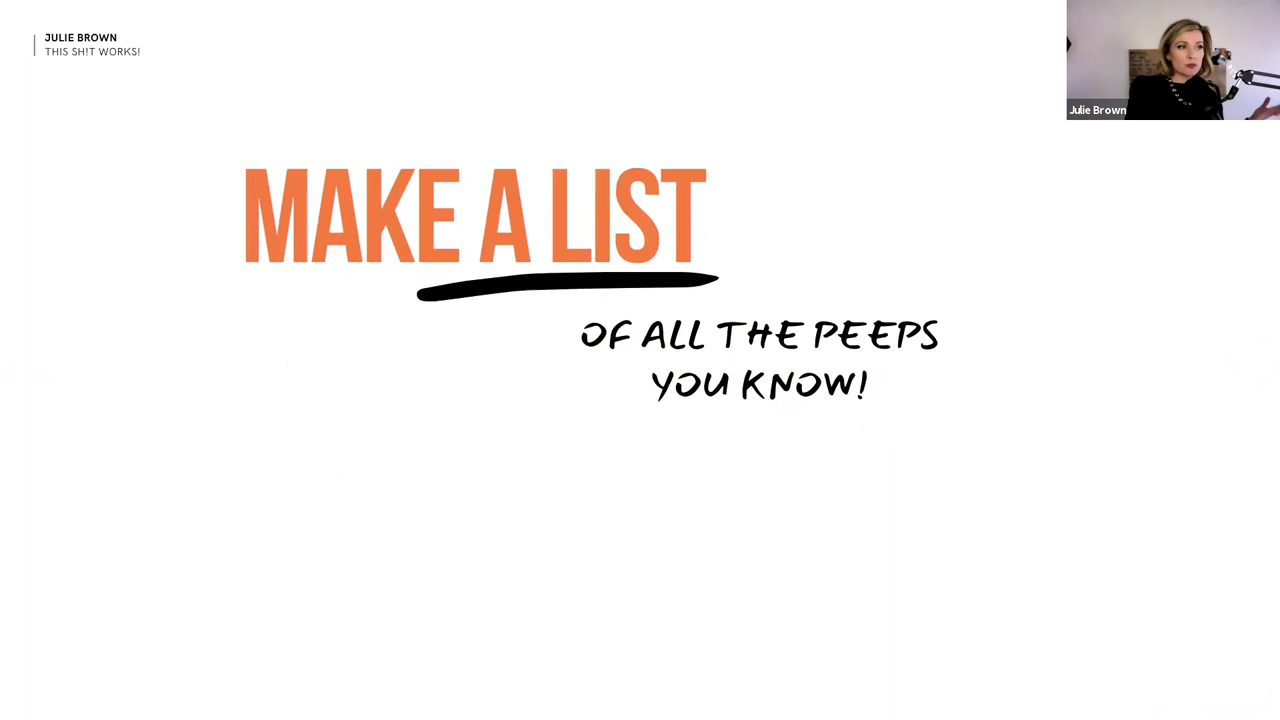 JULIE BROWN
THIS SH!T WORKS!
Julie Brown
MAKE A LIST
OF ALL THE PEEPS
YOU KNOW!